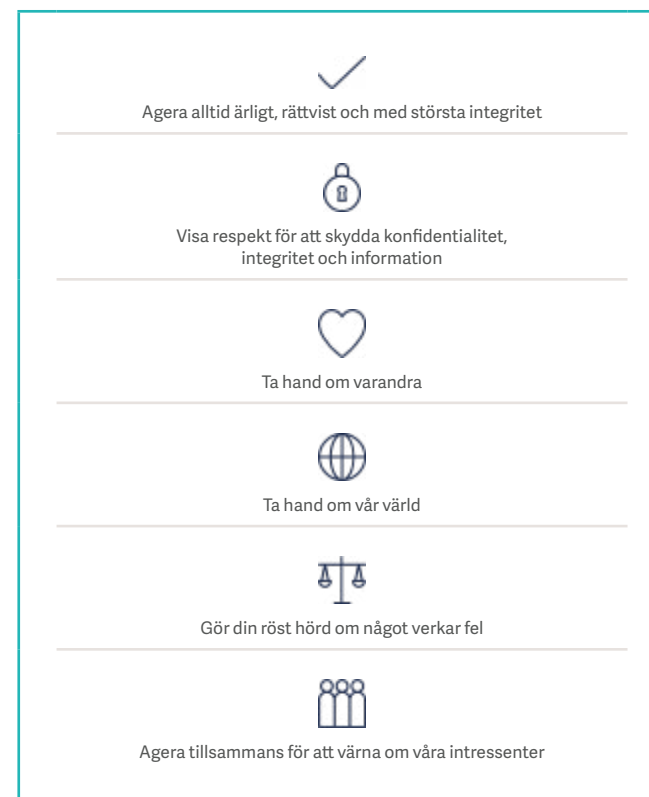 Agera alltid ärligt, rättvist och med största integritet
Visa respekt för att skydda konfidentialitet,
integritet och information
Ta hand om varandra
Ta hand om vår värld
Gör din röst hörd om något verkar fel
Agera tillsammans för att värna om våra intressenter